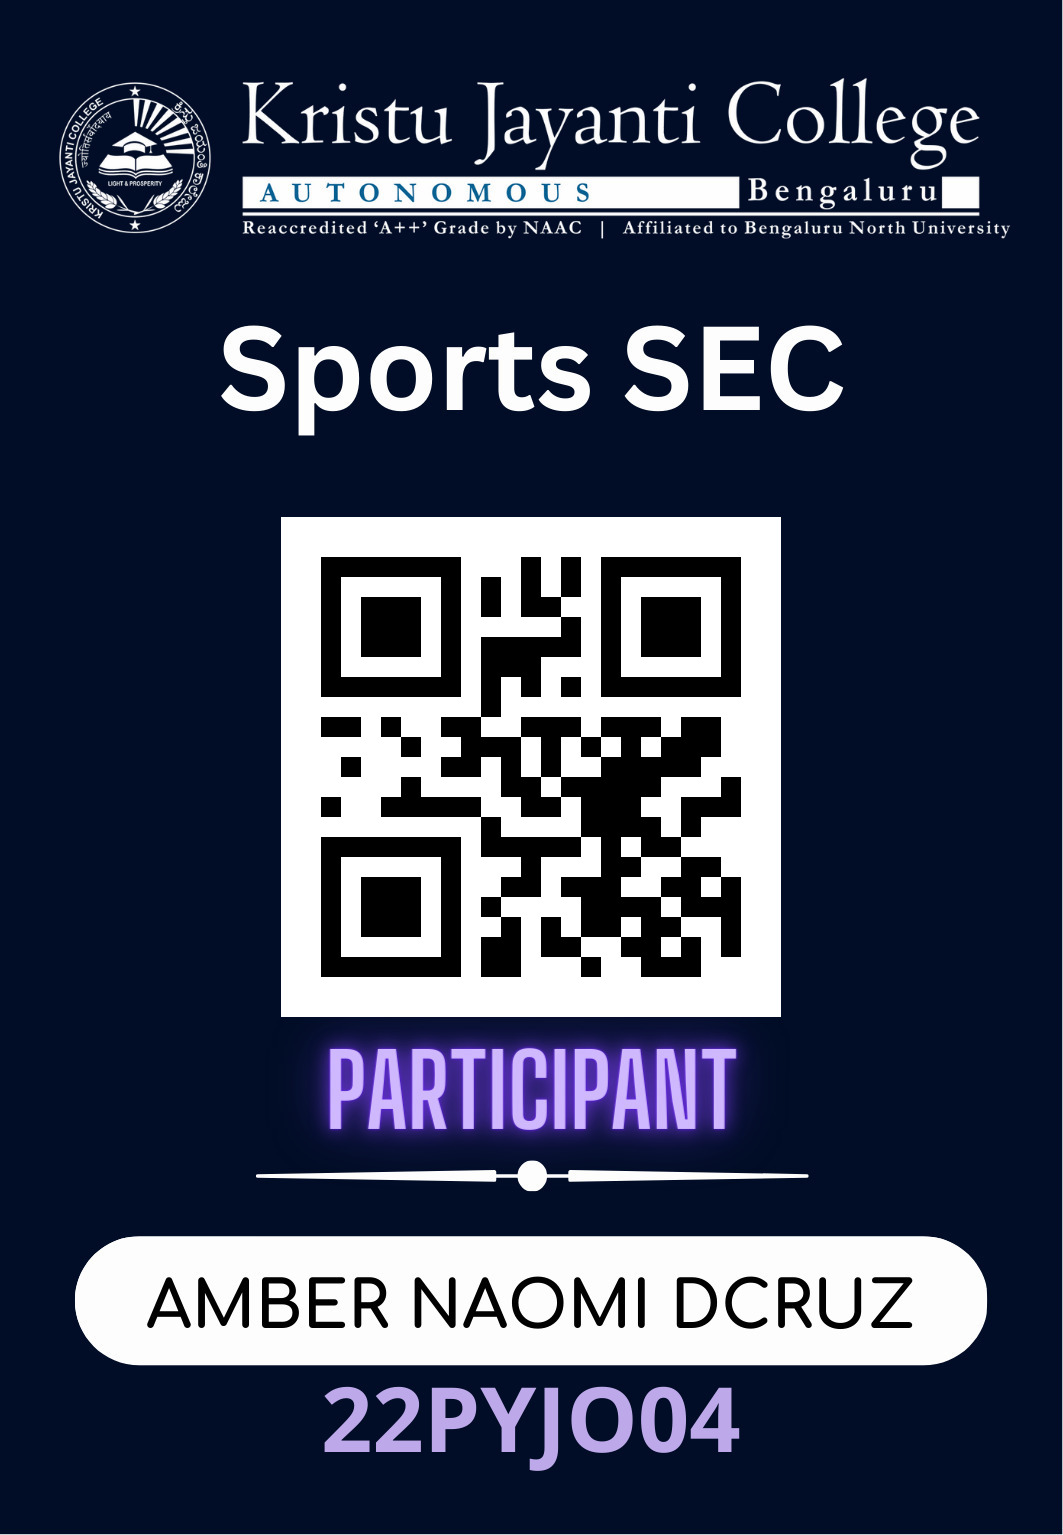 KRISTU JAYANTI COLLEGE
ಕ್ರಿಸ್ತು ಜಯಂತಿ ಕಾಲೇಜು
LIGHT & PROSPERITY
Kristu Jayanti College
AUTONOMOUS Bengaluru
Reaccredited ‘A++’ Grade by NAAC | Affiliated to Bengaluru North University
Sports SEC
PARTICIPANT
AMBER NAOMI DCRUZ
22PYJO04